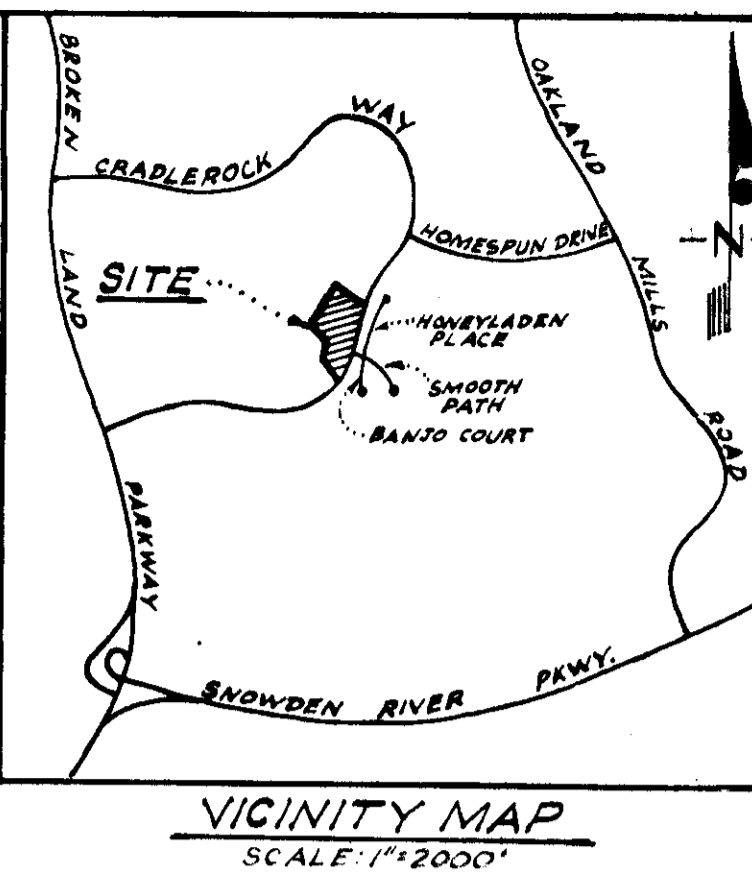 BROKEN
LAND
PARKWAY
CRADLEROCK
WAY
OAKLAND
MILLS
ROAD
HOMESPUN DRIVE
N
SITE
HONEYLADEN
PLACE
SMOOTH
PATH
BANJO COURT
SNOWDEN RIVER PKWY.
VICINITY MAP
SCALE: 1"=2000'